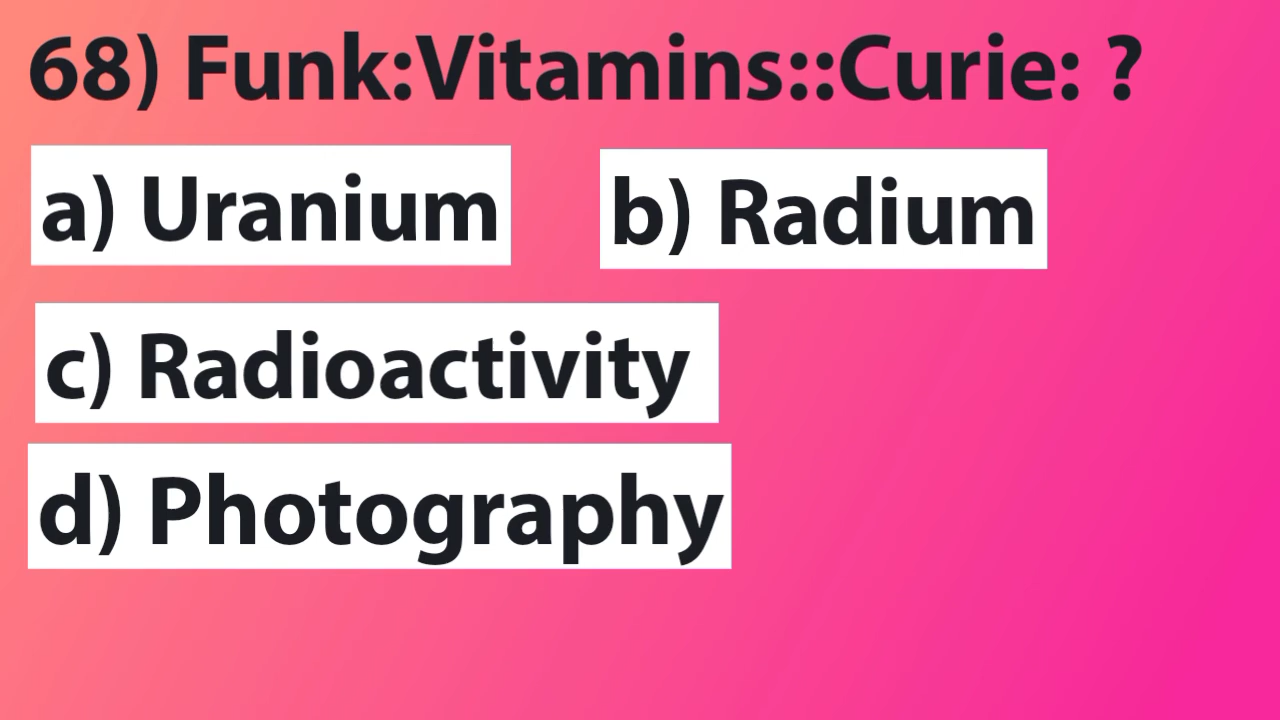 68) Funk:Vitamins::Curie: ?
a) Uranium
b) Radium
c) Radioactivity
d) Photography